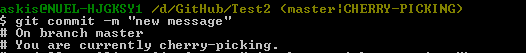 askis@NUEL-HJGKSY1 /d/GitHub/Test2 (master|CHERRY-PICKING)
$ git commit -m "new message"
# On branch master
# You are currently cherry-picking.